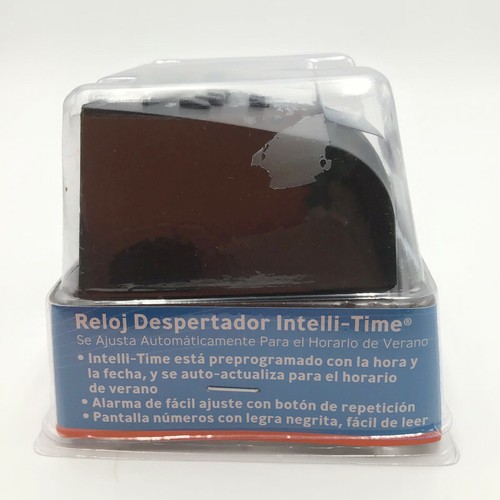 Reloj Despertador Intelli-Time®
Se Ajusta Automáticamente Para el Horario de Verano
• Intelli-Time está preprogramado con la hora y
la fecha, y se auto-actualiza para el horario
de verano
• Alarma de fácil ajuste con botón de repetición
• Pantalla números con legra negrita, fácil de leer